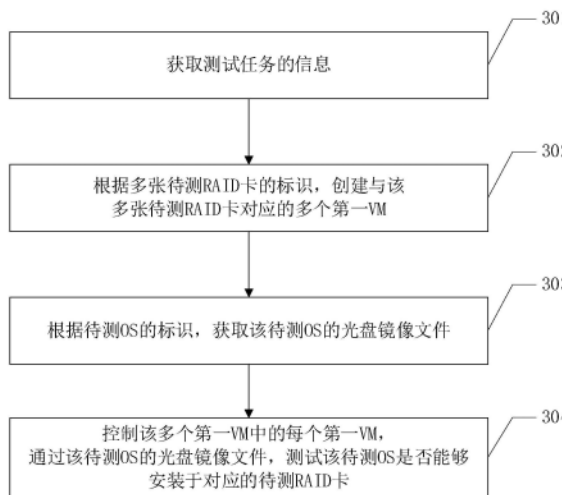 30
获取测试任务的信息
302
根据多张待测RAID卡的标识，创建与该
多张待测RAID卡对应的多个第一VM
303
根据待测OS的标识，获取该待测OS的光盘镜像文件
304
控制该多个第一VM中的每个第一VM，
通过该待测OS的光盘镜像文件，测试该待测OS是否能够
安装于对应的待测RAID卡